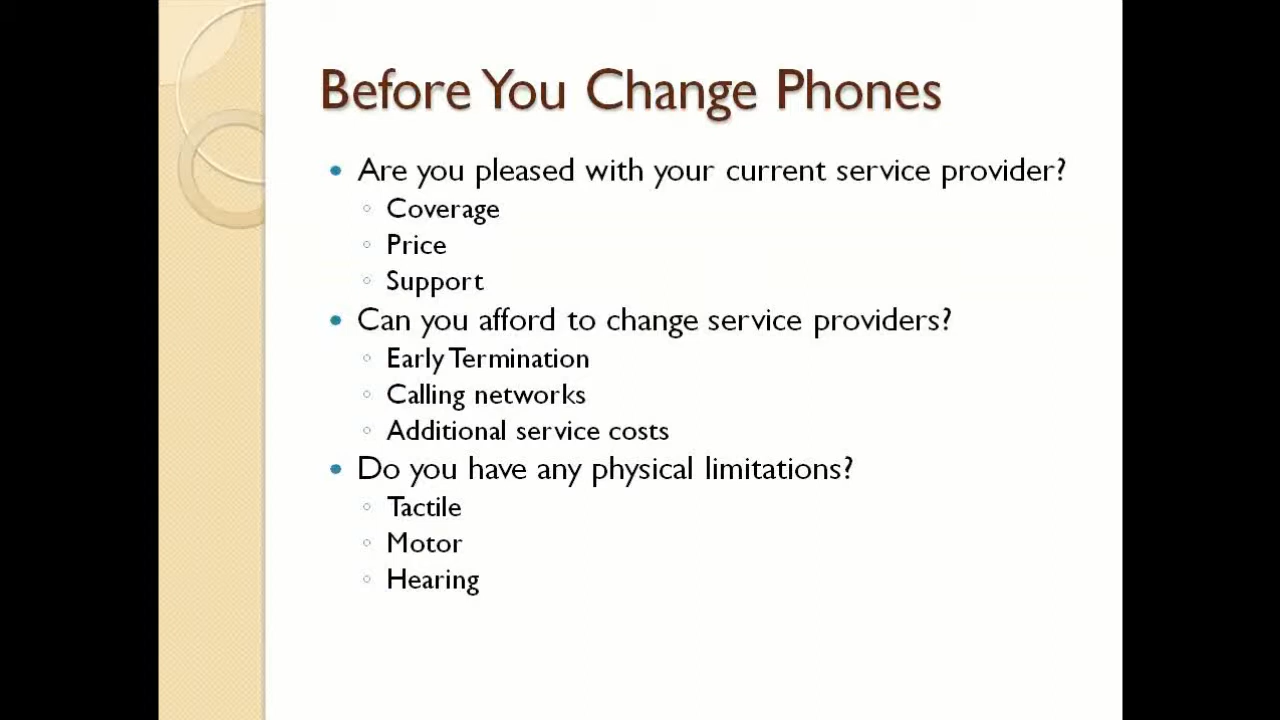 Before You Change Phones
Are you pleased with your current service provider?
Coverage
Price
Support
Can you afford to change service providers?
Early Termination
Calling networks
Additional service costs
Do you have any physical limitations?
Tactile
Motor
Hearing